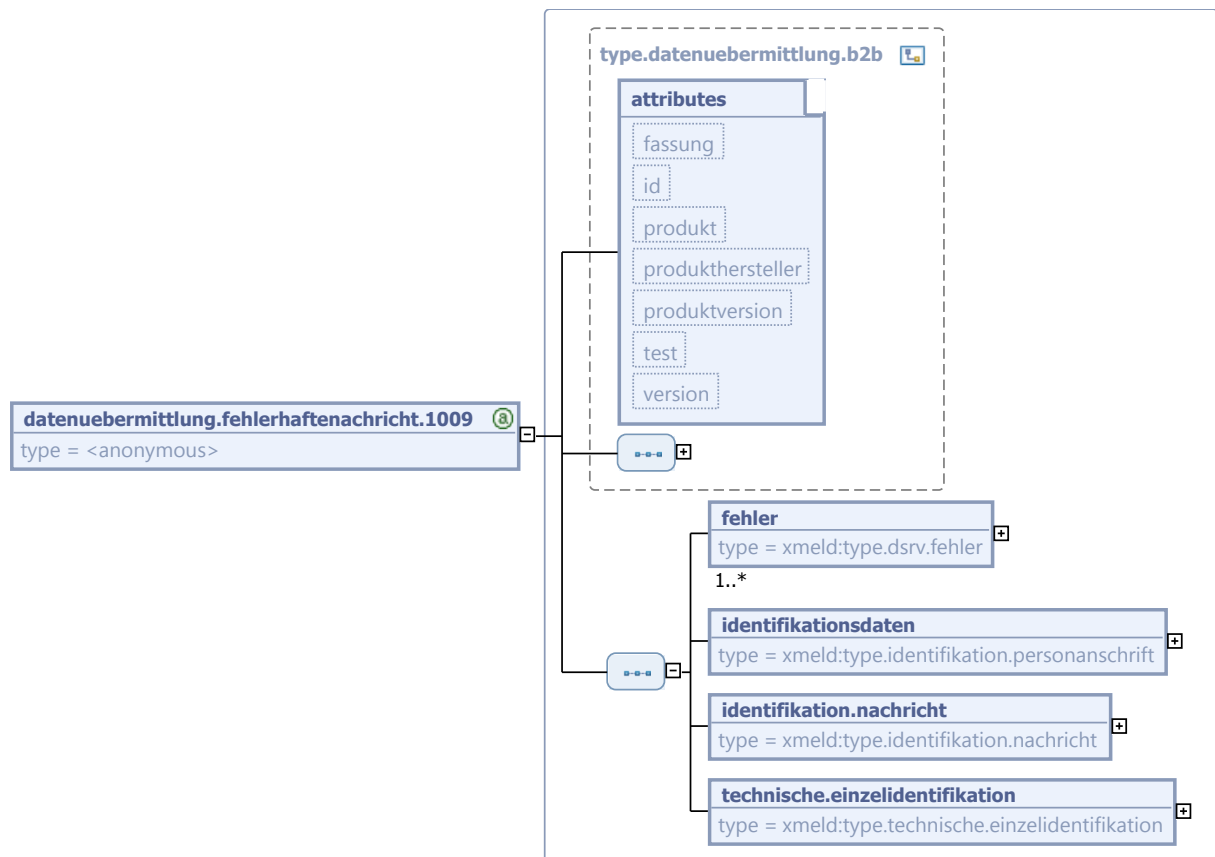 type.datenuebermittlung.b2b
attributes
fassung
id
produkt
produkthersteller
produktversion
test
version
datenuebermittlung.fehlerhaftenachricht.1009 a
type = <anonymous>
fehler
type = xmeld:type.dsrv.fehler
1..*
identifikationsdaten
type = xmeld:type.identifikation.personanschrift
identifikation.nachricht
type = xmeld:type.identifikation.nachricht
technische.einzelidentifikation
type = xmeld:type.technische.einzelidentifikation